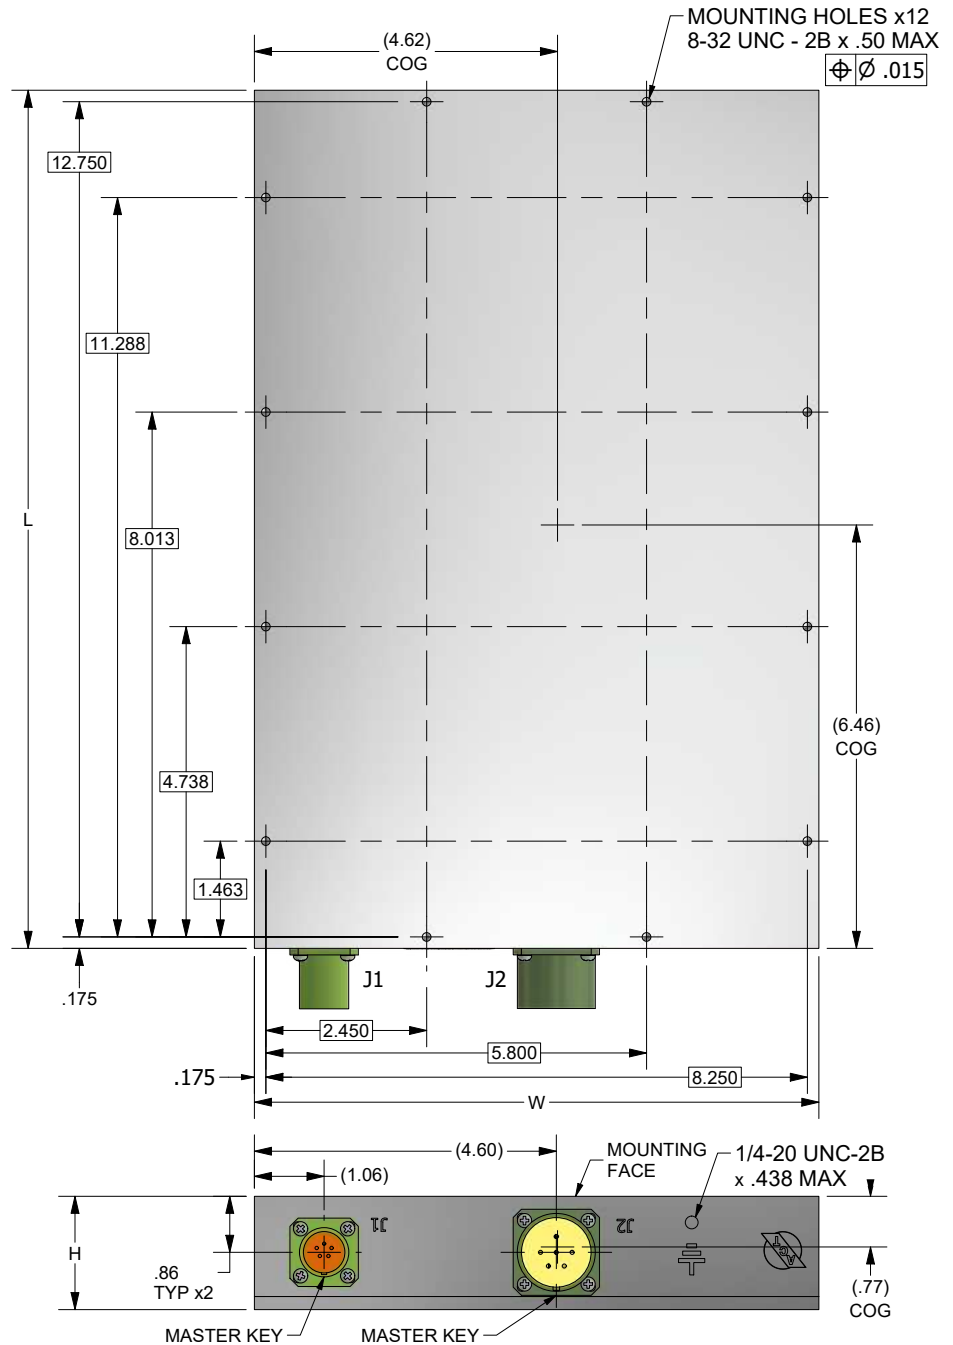 MOUNTING HOLES x12
8-32 UNC - 2B x .50 MAX
⌖ Ø .015
(4.62)
COG
12.750
11.288
L
8.013
(6.46)
COG
4.738
1.463
J1
J2
.175
2.450
5.800
.175
8.250
W
(4.60)
MOUNTING
FACE
1/4-20 UNC-2B
x .438 MAX
(1.06)
J1
J2
H
ACT
.86
TYP x2
(.77)
COG
MASTER KEY
MASTER KEY